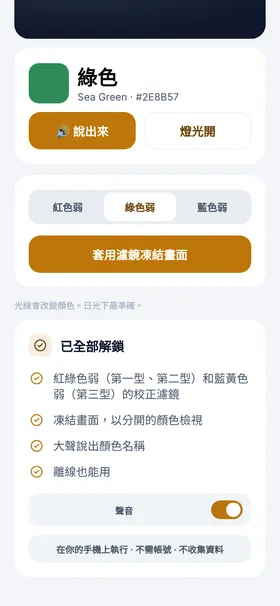 綠色
Sea Green · #2E8B57
🔊 說出來
燈光開
紅色弱
綠色弱
藍色弱
套用濾鏡凍結畫面
光線會改變顏色。日光下最準確。
已全部解鎖
紅綠色弱（第一型、第二型）和藍黃色
弱（第三型）的校正濾鏡
凍結畫面，以分開的顏色檢視
大聲說出顏色名稱
離線也能用
聲音
在你的手機上執行 · 不需帳號 · 不收集資料